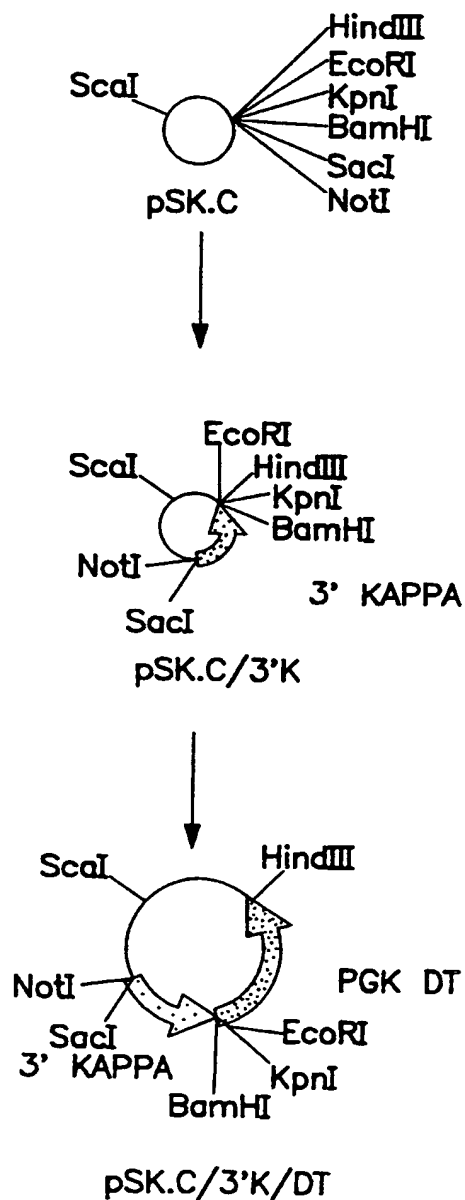 HindIII
EcoRI
ScaI
KpnI
BamHI
SacI
NotI
pSK.C
EcoRI
ScaI
HindIII
KpnI
BamHI
NotI
3' KAPPA
SacI
pSK.C/3'K
ScaI
HindIII
NotI
PGK DT
SacI
EcoRI
3' KAPPA
KpnI
BamHI
pSK.C/3'K/DT